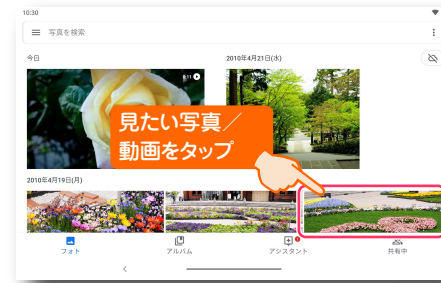 10:30
写真を検索
今日
2010年4月21日(水)
8:11
見たい写真／
動画をタップ
2010年4月19日(月)
フォト
アルバム
アシスタント
共有中